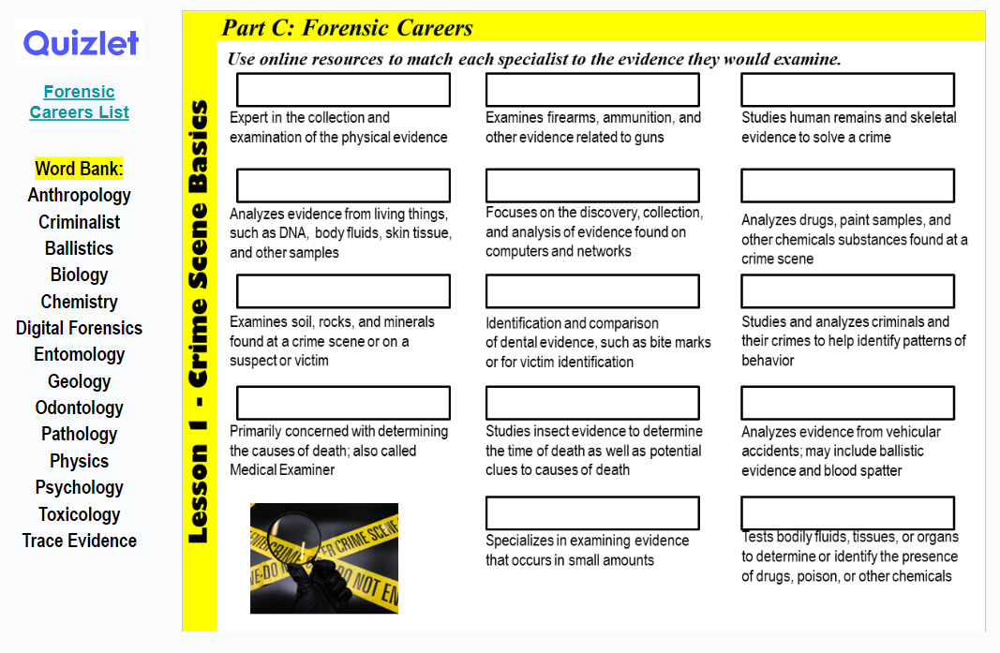 Quizlet
Forensic
Careers List
Word Bank:
Anthropology
Criminalist
Ballistics
Biology
Chemistry
Digital Forensics
Entomology
Geology
Odontology
Pathology
Physics
Psychology
Toxicology
Trace Evidence
Lesson 1 - Crime Scene Basics
Part C: Forensic Careers
Use online resources to match each specialist to the evidence they would examine.
Expert in the collection and
examination of the physical evidence
Examines firearms, ammunition, and
other evidence related to guns
Studies human remains and skeletal
evidence to solve a crime
Analyzes evidence from living things,
such as DNA, body fluids, skin tissue,
and other samples
Focuses on the discovery, collection,
and analysis of evidence found on
computers and networks
Analyzes drugs, paint samples, and
other chemicals substances found at a
crime scene
Examines soil, rocks, and minerals
found at a crime scene or on a
suspect or victim
Identification and comparison
of dental evidence, such as bite marks
or for victim identification
Studies and analyzes criminals and
their crimes to help identify patterns of
behavior
Primarily concerned with determining
the causes of death; also called
Medical Examiner
Studies insect evidence to determine
the time of death as well as potential
clues to causes of death
Analyzes evidence from vehicular
accidents; may include ballistic
evidence and blood spatter
CRIME SCENE
DO NOT EN
Specializes in examining evidence
that occurs in small amounts
Tests bodily fluids, tissues, or organs
to determine or identify the presence
of drugs, poison, or other chemicals